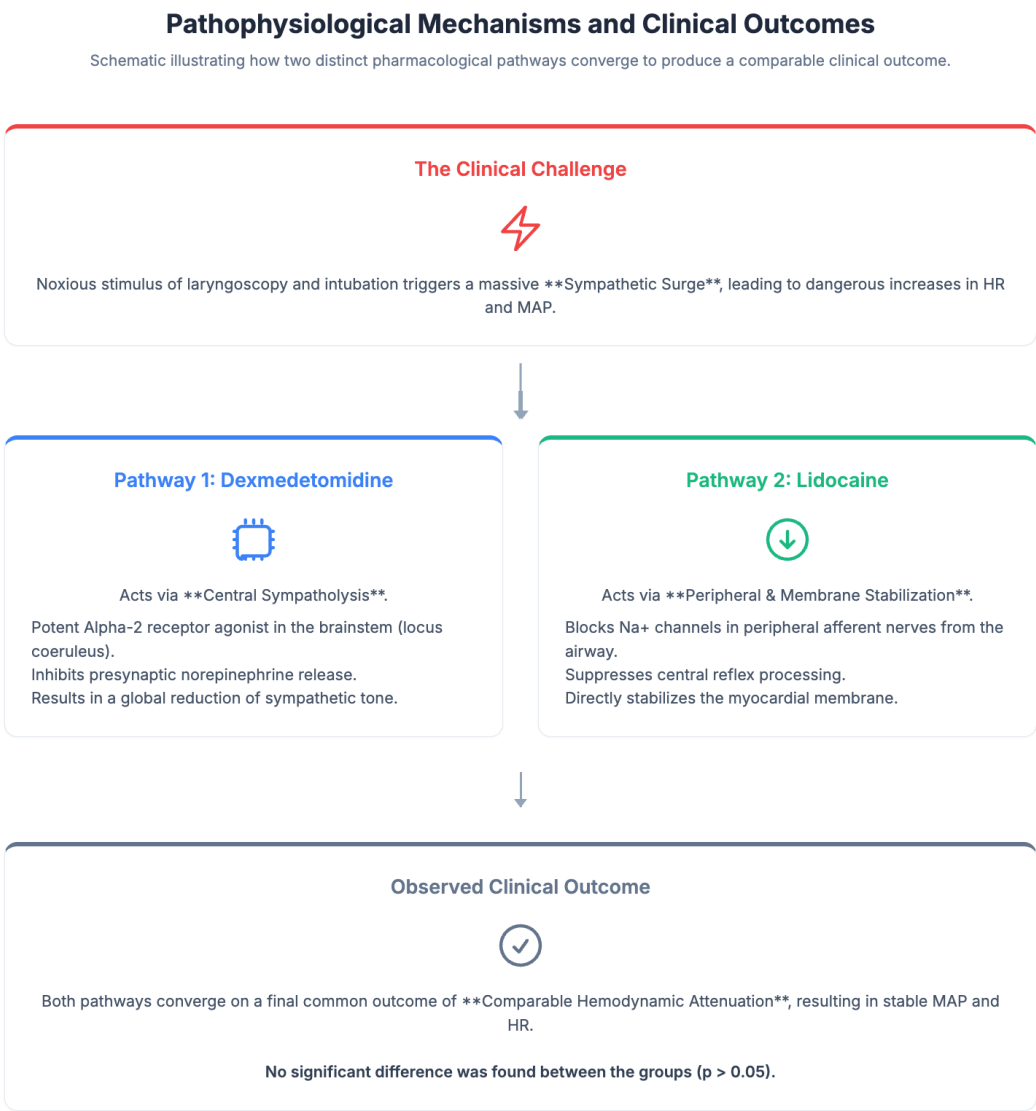 Pathophysiological Mechanisms and Clinical Outcomes
Schematic illustrating how two distinct pharmacological pathways converge to produce a comparable clinical outcome.
The Clinical Challenge
Noxious stimulus of laryngoscopy and intubation triggers a massive **Sympathetic Surge**, leading to dangerous increases in HR
and MAP.
Pathway 1: Dexmedetomidine
Acts via **Central Sympatholysis**.
Potent Alpha-2 receptor agonist in the brainstem (locus
coeruleus).
Inhibits presynaptic norepinephrine release.
Results in a global reduction of sympathetic tone.
Pathway 2: Lidocaine
Acts via **Peripheral & Membrane Stabilization**.
Blocks Na+ channels in peripheral afferent nerves from the
airway.
Suppresses central reflex processing.
Directly stabilizes the myocardial membrane.
Observed Clinical Outcome
Both pathways converge on a final common outcome of **Comparable Hemodynamic Attenuation**, resulting in stable MAP and
HR.
No significant difference was found between the groups (p > 0.05).